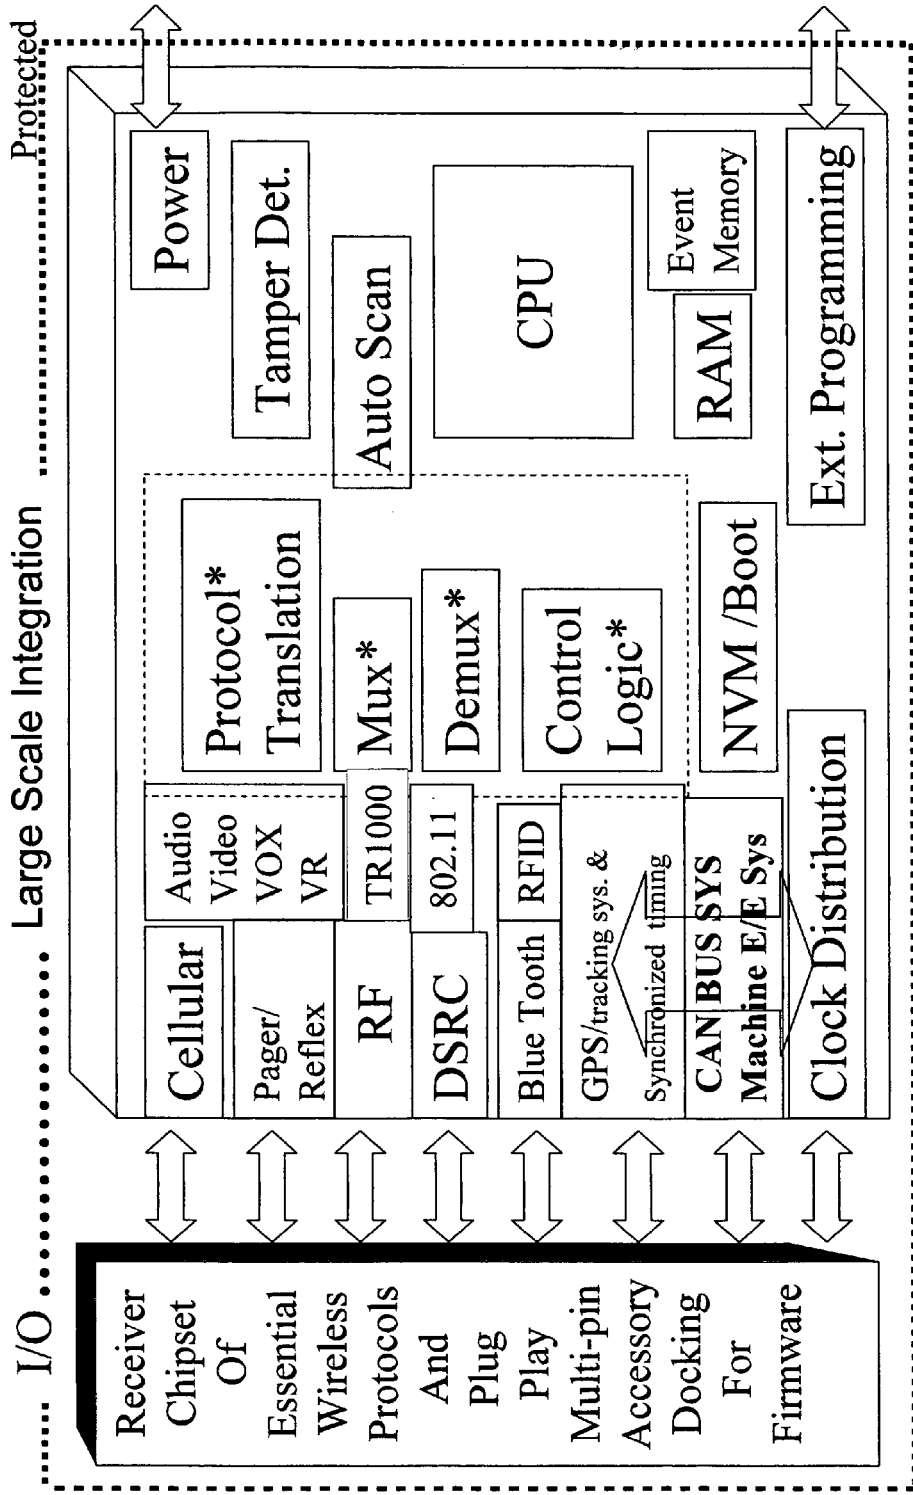 I/O
Large Scale Integration
Protected
Receiver
Chipset
Of
Essential
Wireless
Protocols
And
Plug
Play
Multi-pin
Accessory
Docking
For
Firmware
Cellular
Pager/
Reflex
RF
DSRC
Blue Tooth
RFID
GPS/tracking sys. &
Synchronized timing
CAN BUS SYS
Machine E/E Sys
Clock Distribution
Audio
Video
VOX
VR
TR1000
802.11
Protocol*
Translation
Mux*
Demux*
Control
Logic*
NVM /Boot
Power
Tamper Det.
Auto Scan
CPU
RAM
Event
Memory
Ext. Programming